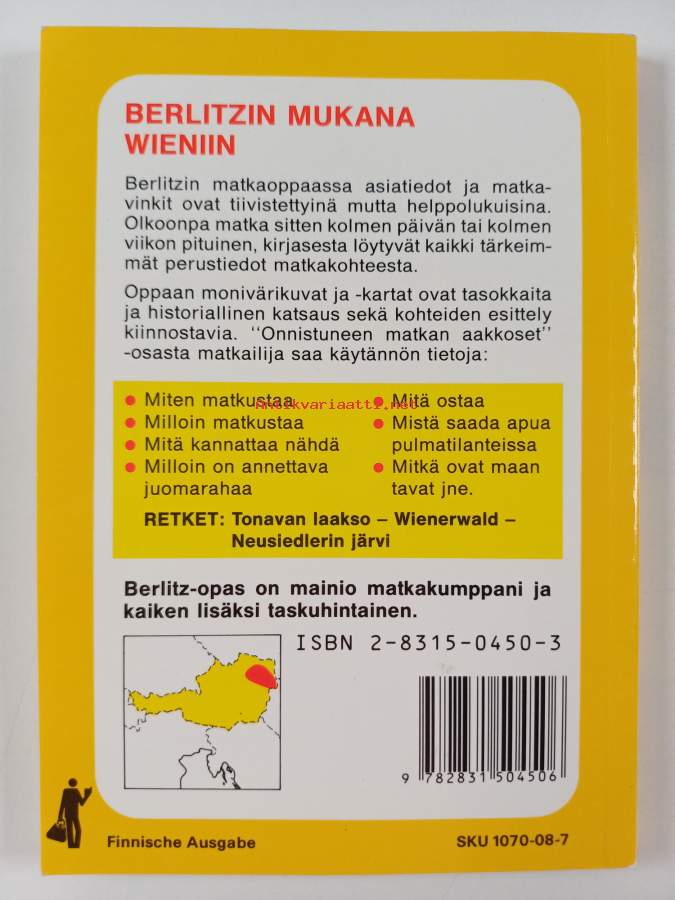 BERLITZIN MUKANA
WIENIIN
Berlitzin matkaoppaassa asiatiedot ja matka-
vinkit ovat tiivistettyinä mutta helppolukuisina.
Olkoonpa matka sitten kolmen päivän tai kolmen
viikon pituinen, kirjasesta löytyvät kaikki tärkeim-
mät perustiedot matkakohteesta.
Oppaan monivärikuvat ja -kartat ovat tasokkaita
ja historiallinen katsaus sekä kohteiden esittely
kiinnostavia. ''Onnistuneen matkan aakkoset''
-osasta matkailija saa käytännön tietoja:
• Miten matkustaa
• Milloin matkustaa
• Mitä kannattaa nähdä
• Milloin on annettava
juomarahaa
• Mitä ostaa
• Mistä saada apua
pulmatilanteissa
• Mitkä ovat maan
tavat jne.
Antikvariaatti.net
RETKET: Tonavan laakso – Wienerwald –
Neusiedlerin järvi
Berlitz-opas on mainio matkakumppani ja
kaiken lisäksi taskuhintainen.
ISBN 2-8315-0450-3
9 782831 504506
Finnische Ausgabe
SKU 1070-08-7